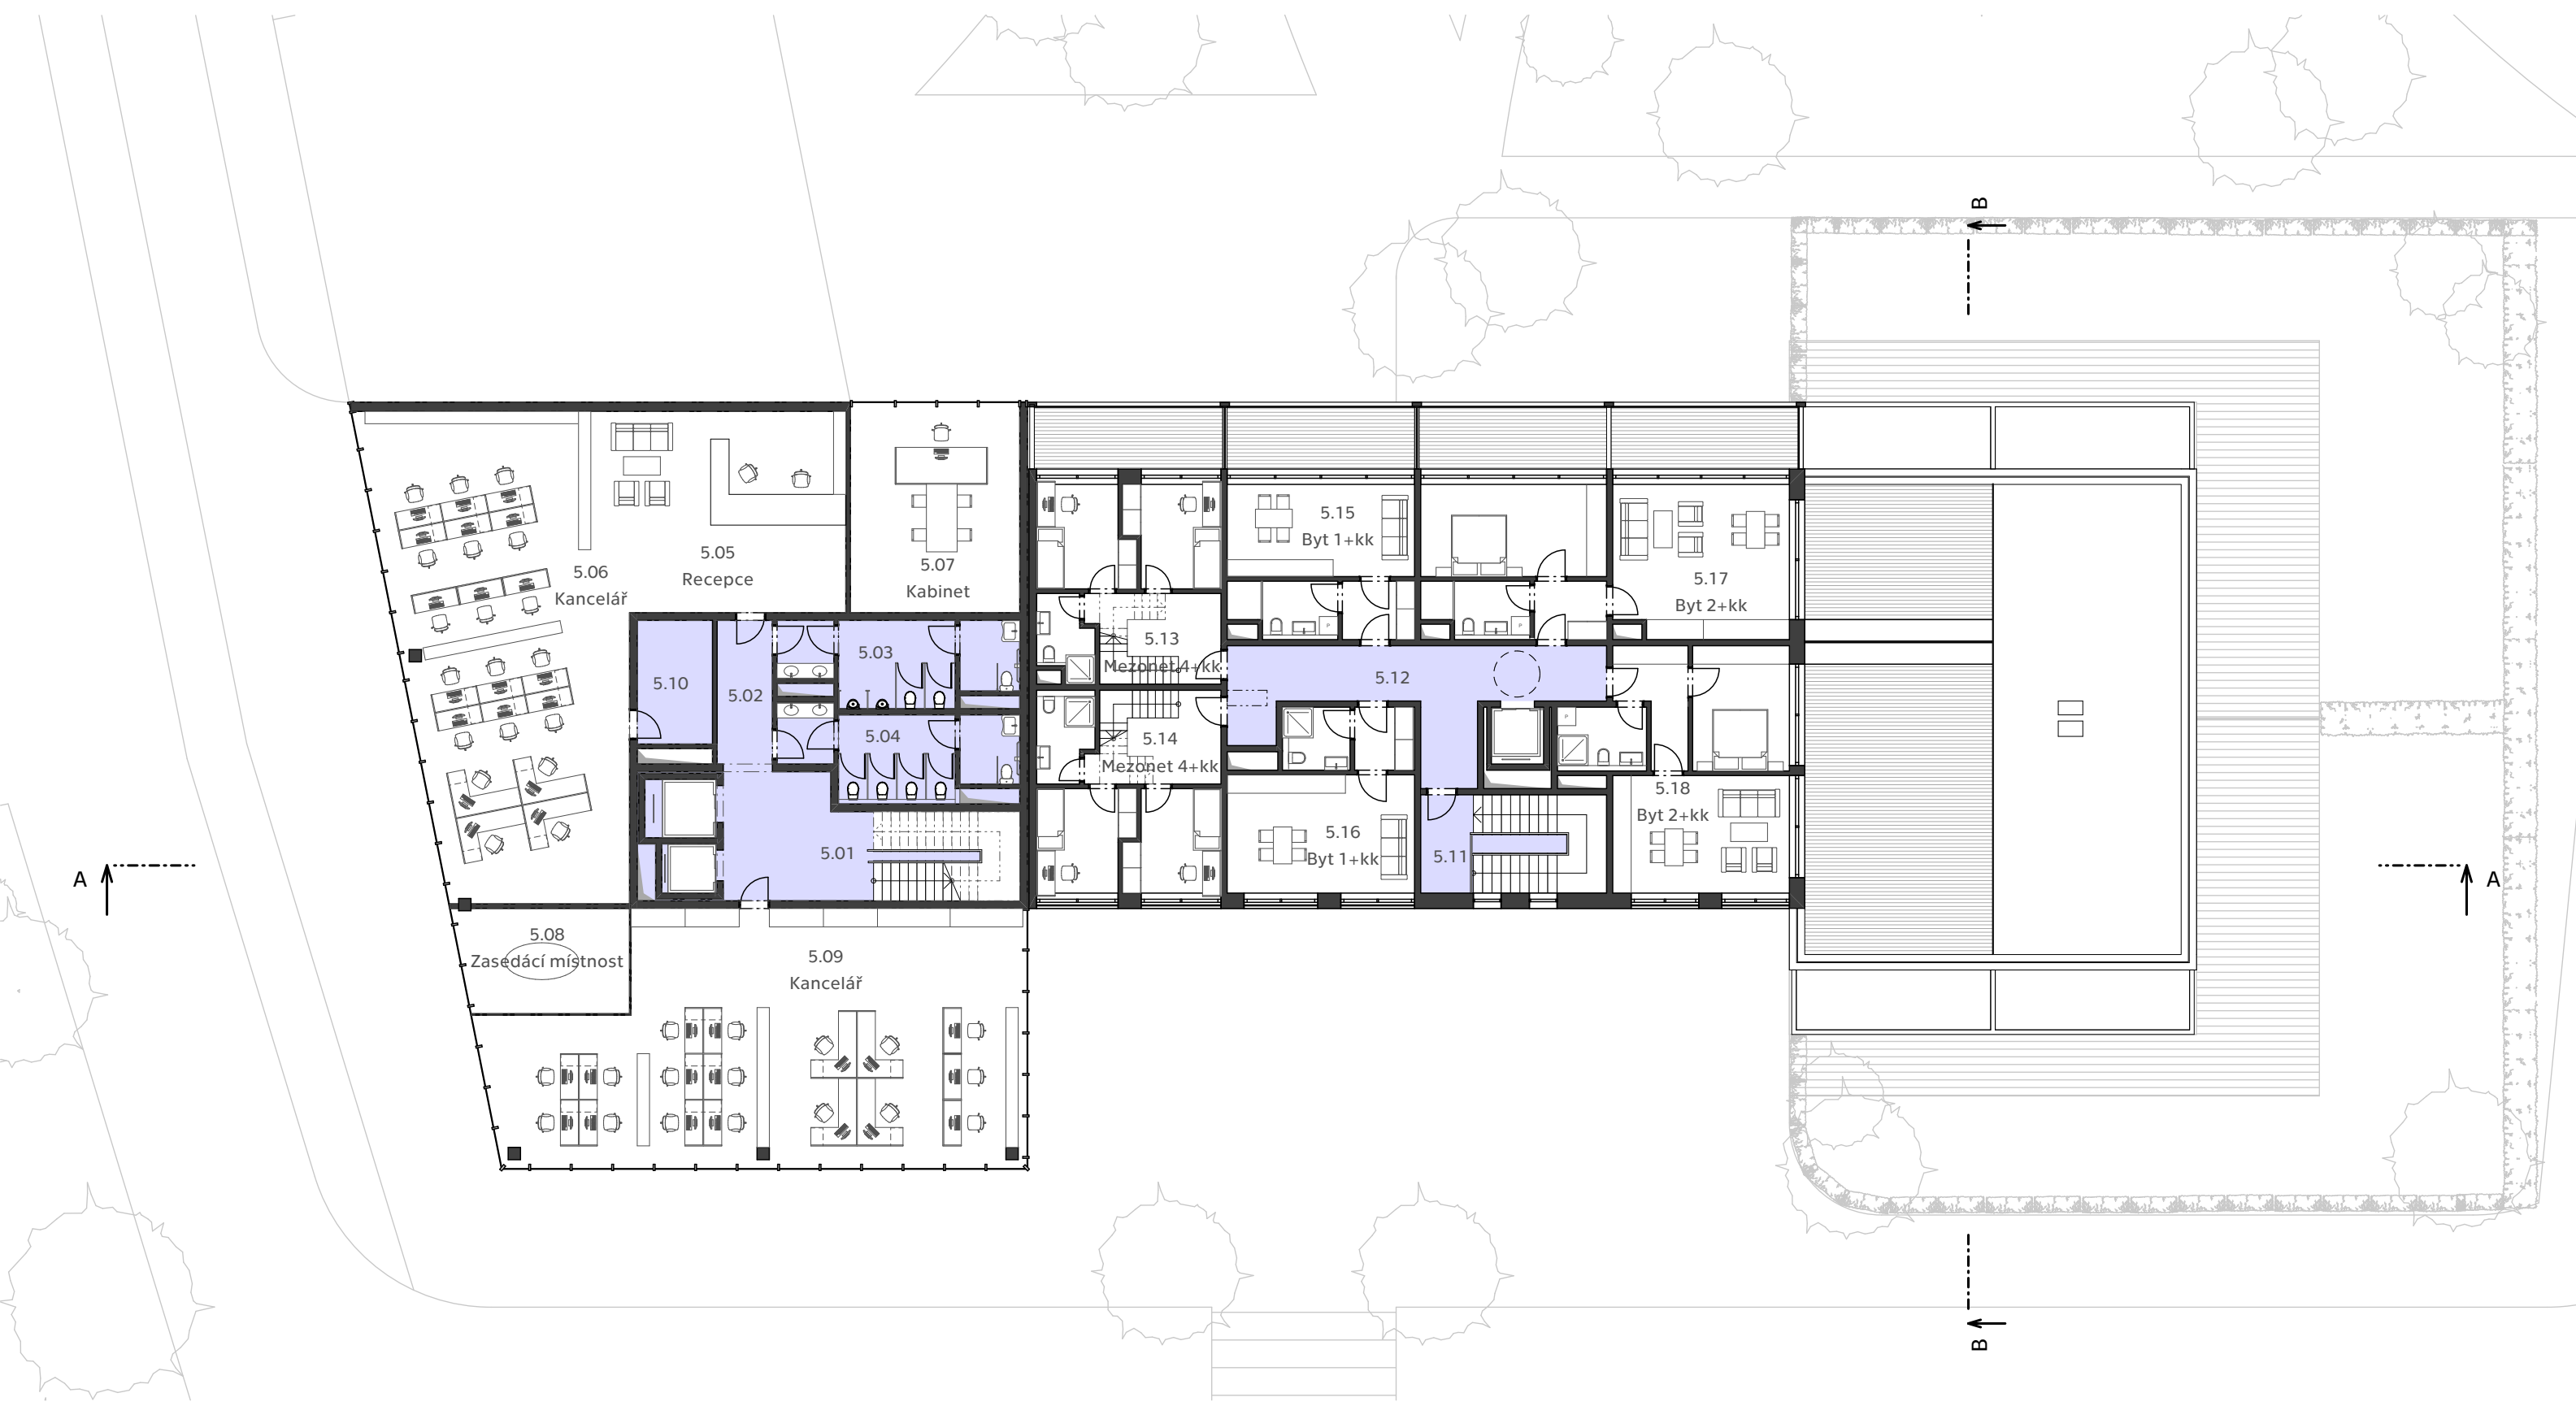 B
5.05
Recepce
5.06
Kancelář
5.07
Kabinet
5.15
Byt 1+kk
5.17
Byt 2+kk
5.13
Mezonet 4+kk
5.03
5.10
5.02
5.12
5.04
5.14
Mezonet 4+kk
5.18
Byt 2+kk
5.16
Byt 1+kk
5.01
5.11
A
A
5.08
Zasedácí místnost
5.09
Kancelář
B